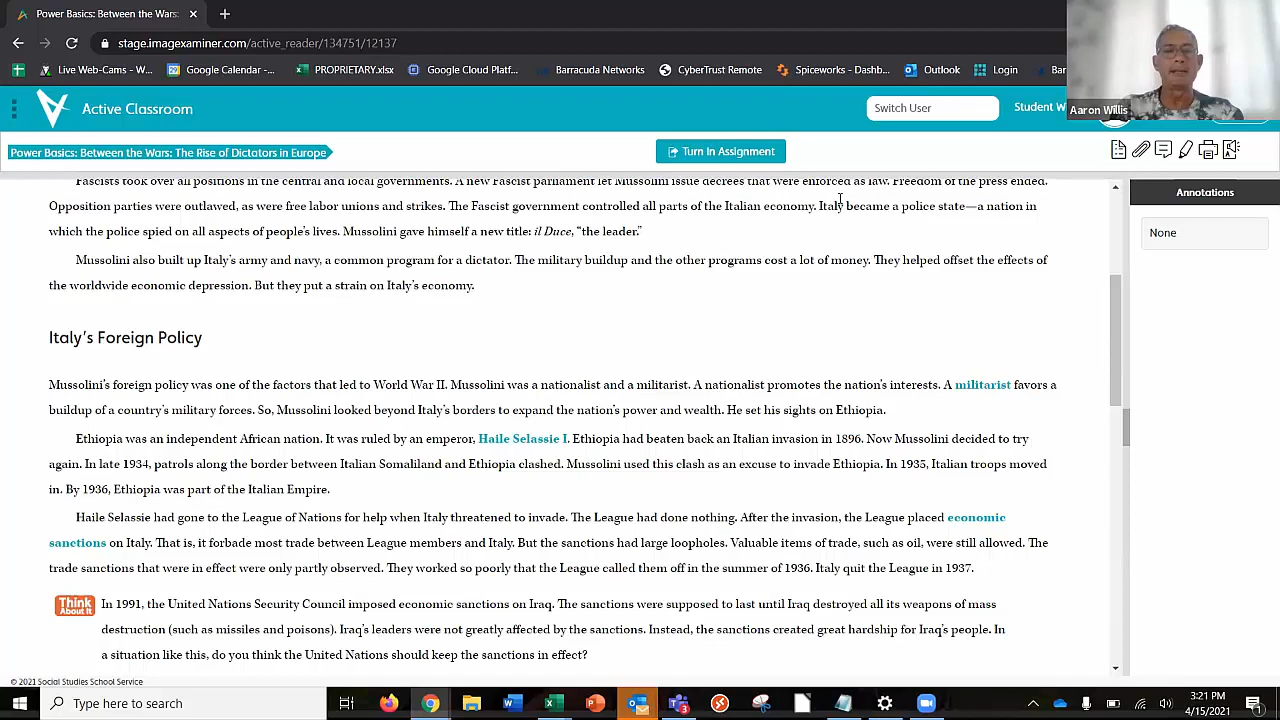 Power Basics: Between the Wars:
stage.imagexaminer.com/active_reader/134751/12137
Live Web-Cams - W...
Google Calendar -...
PROPRIETARY.xlsx
Google Cloud Platf...
Barracuda Networks
CyberTrust Remote
Spiceworks - Dashb...
Outlook
Login
Bar
Aaron Willis
Active Classroom
Switch User
Student W
Power Basics: Between the Wars: The Rise of Dictators in Europe
Turn In Assignment
Annotations
None
Fascists took over all positions in the central and local governments. A new Fascist parliament let Mussolini issue decrees that were enforced as law. Freedom of the press ended.
Opposition parties were outlawed, as were free labor unions and strikes. The Fascist government controlled all parts of the Italian economy. Italy became a police state—a nation in
which the police spied on all aspects of people's lives. Mussolini gave himself a new title: il Duce, "the leader."
Mussolini also built up Italy's army and navy, a common program for a dictator. The military buildup and the other programs cost a lot of money. They helped offset the effects of
the worldwide economic depression. But they put a strain on Italy's economy.
Italy's Foreign Policy
Mussolini's foreign policy was one of the factors that led to World War II. Mussolini was a nationalist and a militarist. A nationalist promotes the nation's interests. A militarist favors a
buildup of a country's military forces. So, Mussolini looked beyond Italy's borders to expand the nation's power and wealth. He set his sights on Ethiopia.
Ethiopia was an independent African nation. It was ruled by an emperor, Haile Selassie I. Ethiopia had beaten back an Italian invasion in 1896. Now Mussolini decided to try
again. In late 1934, patrols along the border between Italian Somaliland and Ethiopia clashed. Mussolini used this clash as an excuse to invade Ethiopia. In 1935, Italian troops moved
in. By 1936, Ethiopia was part of the Italian Empire.
Haile Selassie had gone to the League of Nations for help when Italy threatened to invade. The League had done nothing. After the invasion, the League placed economic
sanctions on Italy. That is, it forbade most trade between League members and Italy. But the sanctions had large loopholes. Valuable items of trade, such as oil, were still allowed. The
trade sanctions that were in effect were only partly observed. They worked so poorly that the League called them off in the summer of 1936. Italy quit the League in 1937.
Think About It
In 1991, the United Nations Security Council imposed economic sanctions on Iraq. The sanctions were supposed to last until Iraq destroyed all its weapons of mass
destruction (such as missiles and poisons). Iraq's leaders were not greatly affected by the sanctions. Instead, the sanctions created great hardship for Iraq's people. In
a situation like this, do you think the United Nations should keep the sanctions in effect?
© 2021 Social Studies School Service
Type here to search
3:21 PM
4/15/2021